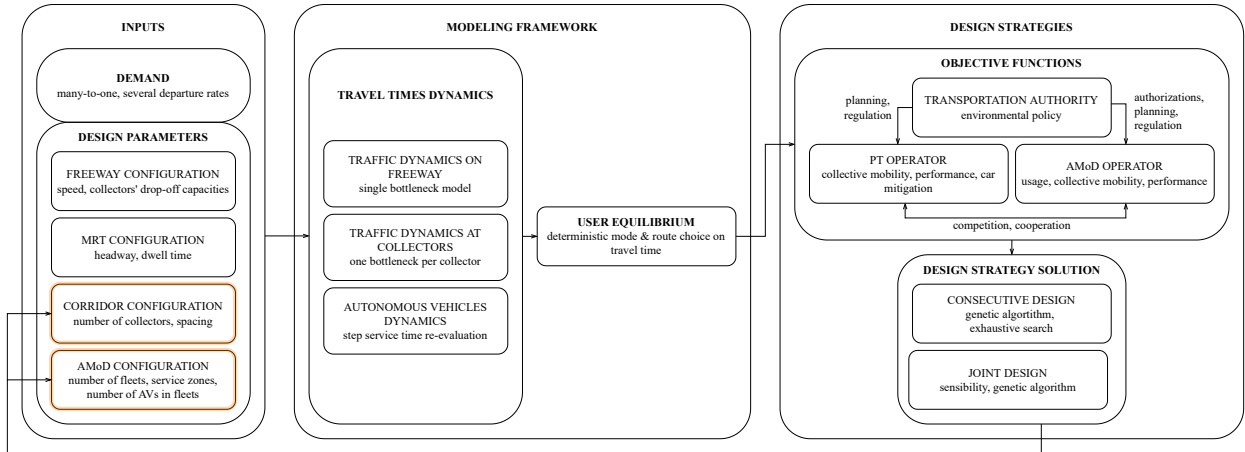 INPUTS
DEMAND
many-to-one, several departure rates
DESIGN PARAMETERS
FREEWAY CONFIGURATION
speed, collectors' drop-off capacities
MRT CONFIGURATION
headway, dwell time
CORRIDOR CONFIGURATION
number of collectors, spacing
AMoD CONFIGURATION
number of fleets, service zones,
number of AVs in fleets
MODELING FRAMEWORK
TRAVEL TIMES DYNAMICS
TRAFFIC DYNAMICS ON
FREEWAY
single bottleneck model
TRAFFIC DYNAMICS AT
COLLECTORS
one bottleneck per collector
AUTONOMOUS VEHICLES
DYNAMICS
step service time re-evaluation
USER EQUILIBRIUM
deterministic mode & route choice on
travel time
DESIGN STRATEGIES
OBJECTIVE FUNCTIONS
planning,
regulation
TRANSPORTATION AUTHORITY
environmental policy
authorizations,
planning,
regulation
PT OPERATOR
collective mobility, performance, car
mitigation
AMoD OPERATOR
usage, collective mobility, performance
competition, cooperation
DESIGN STRATEGY SOLUTION
CONSECUTIVE DESIGN
genetic algortithm,
exhaustive search
JOINT DESIGN
sensibility, genetic algorithm